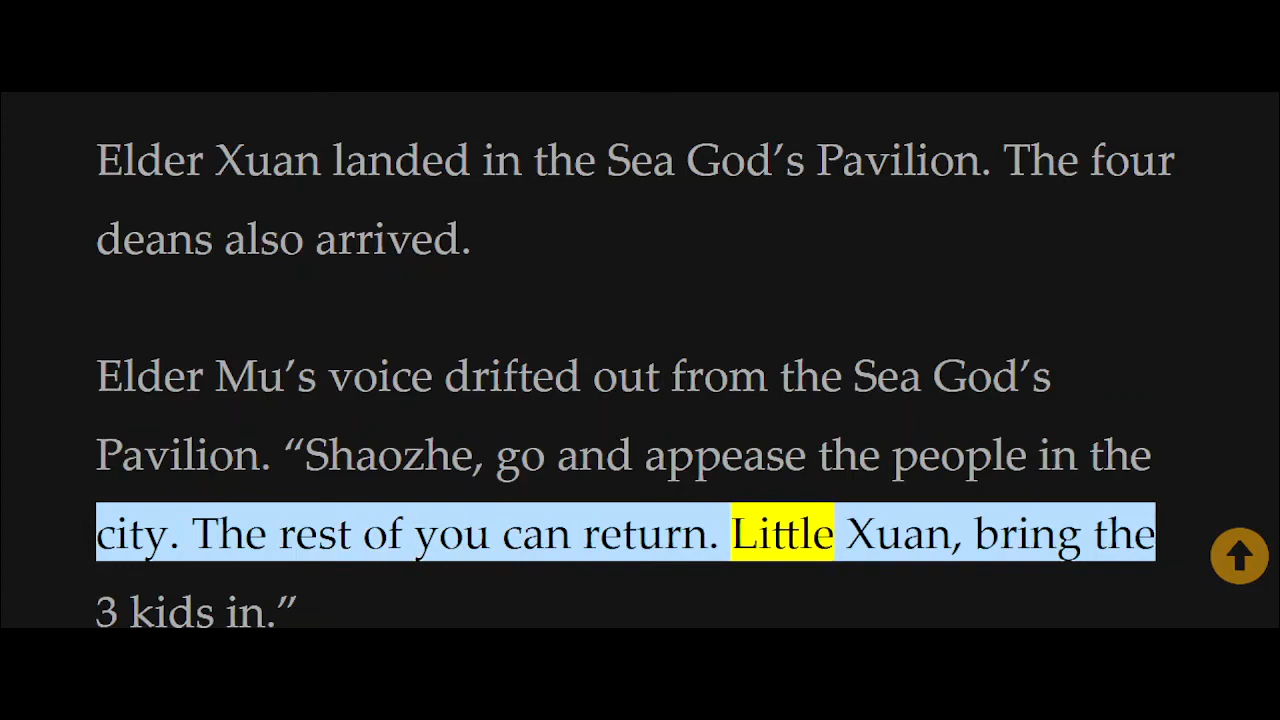 Elder Xuan landed in the Sea God’s Pavilion. The four
deans also arrived.
Elder Mu’s voice drifted out from the Sea God’s
Pavilion. “Shaozhe, go and appease the people in the
city. The rest of you can return. Little Xuan, bring the
3 kids in.”